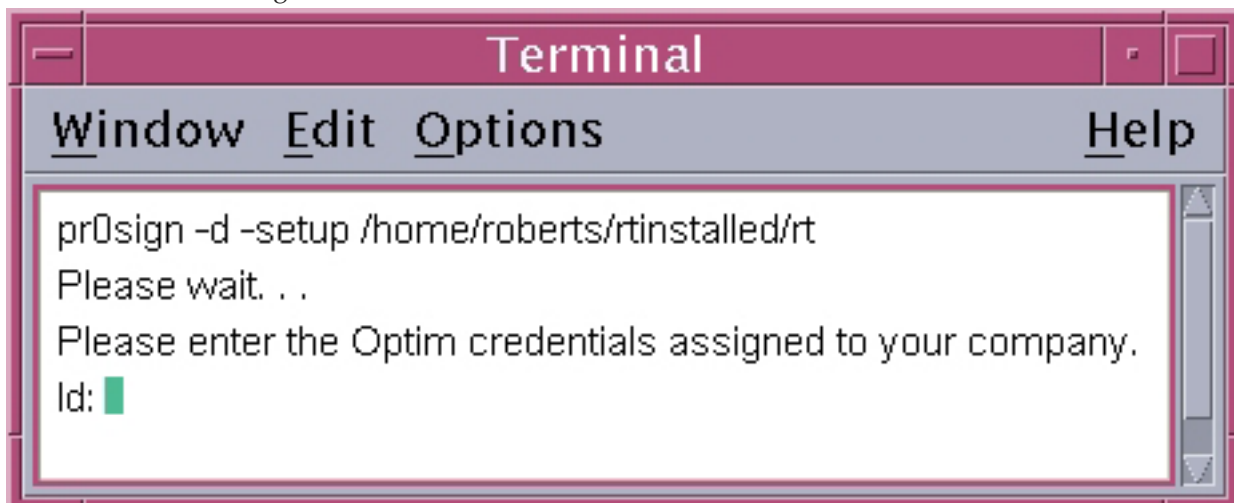 Terminal
Window Edit Options Help
pr0sign -d -setup /home/roberts/rtinstalled/rt
Please wait. . .
Please enter the Optim credentials assigned to your company.
Id: